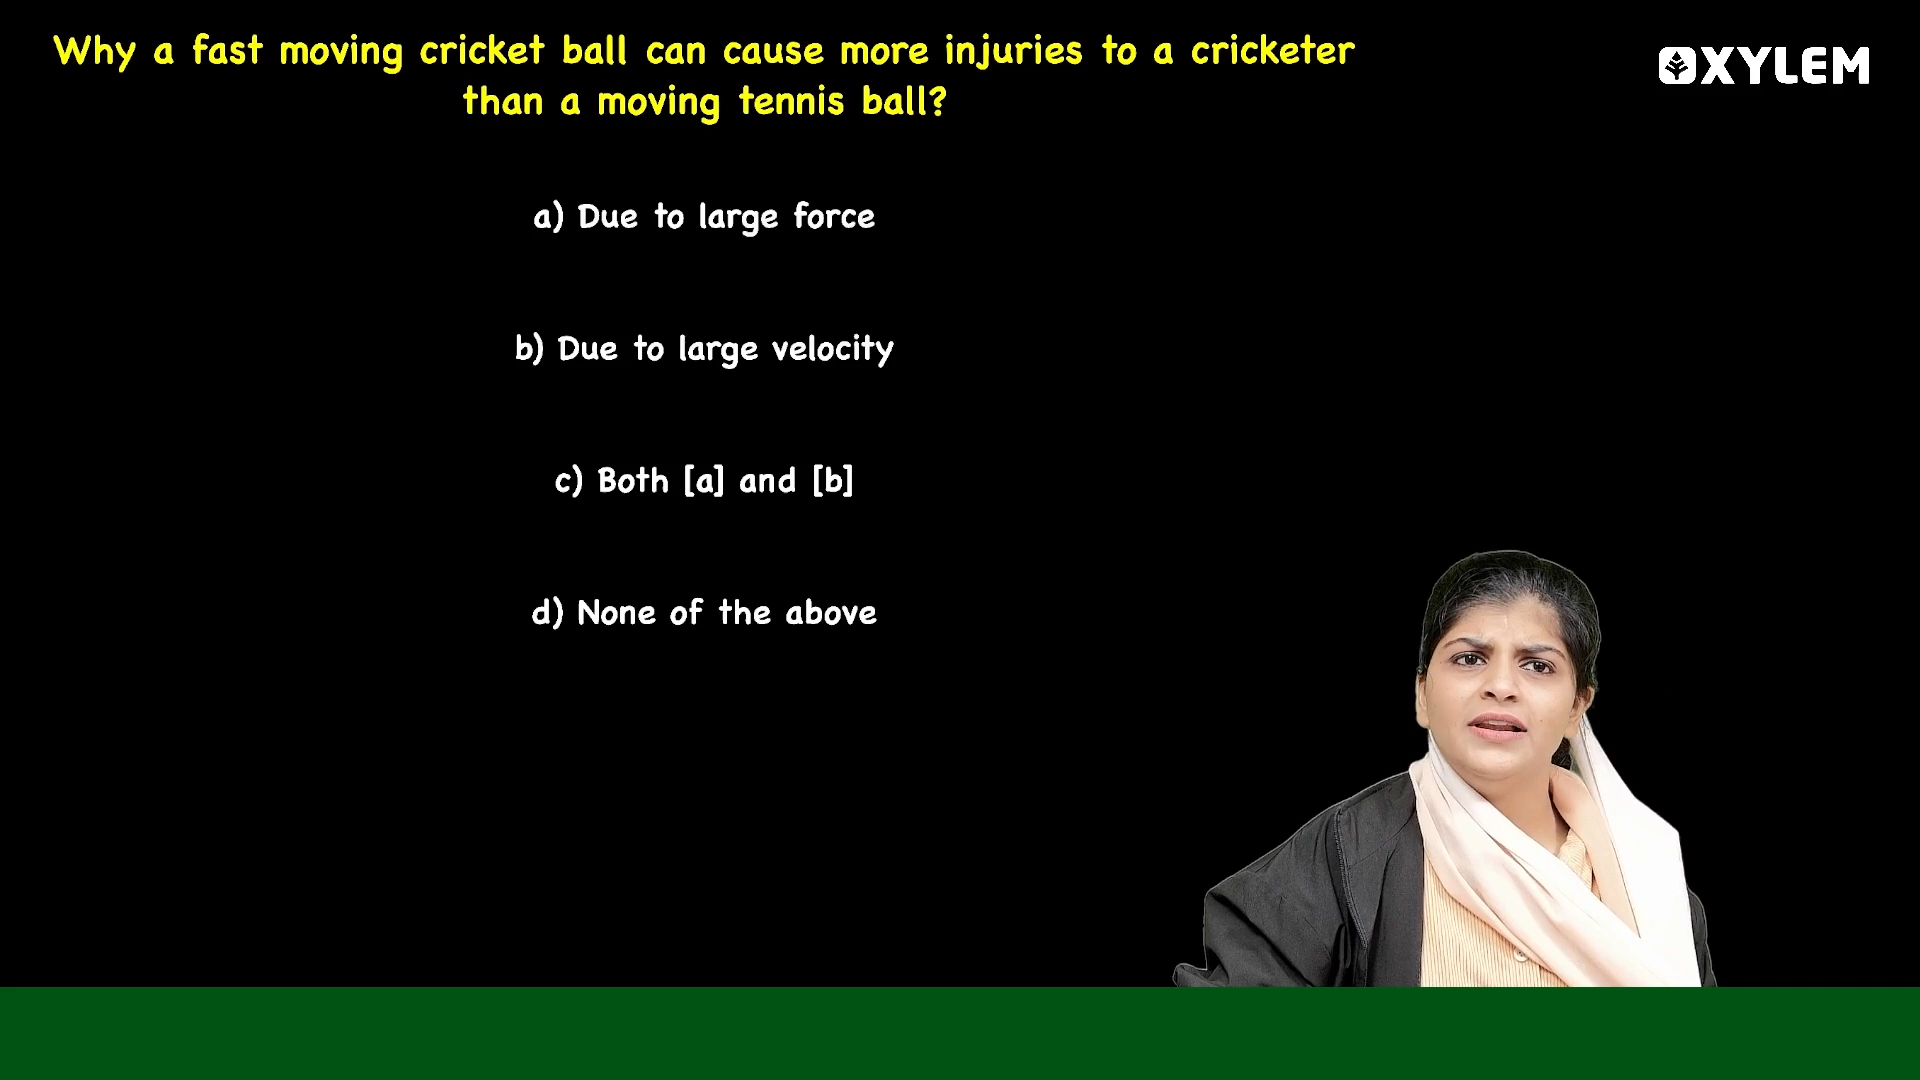 Why a fast moving cricket ball can cause more injuries to a cricketer
than a moving tennis ball?
XYLEM
a) Due to large force
b) Due to large velocity
c) Both [a] and [b]
d) None of the above